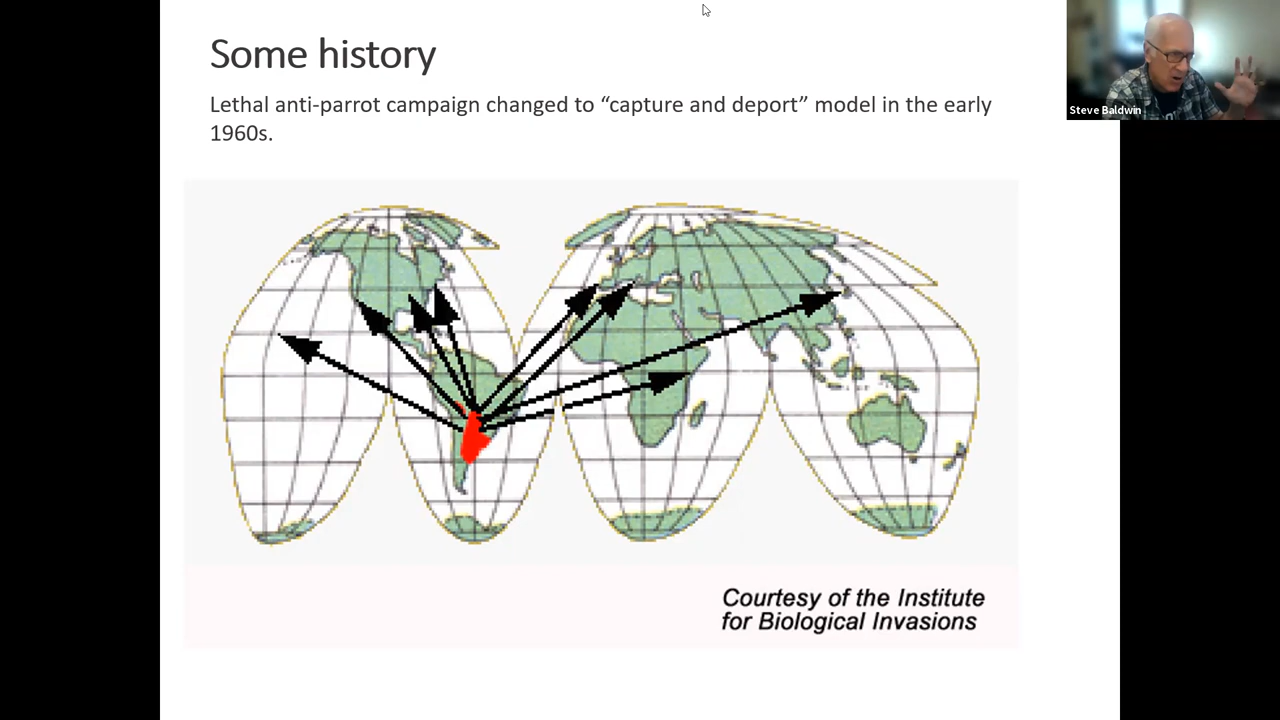 Some history
Lethal anti-parrot campaign changed to “capture and deport” model in the early
1960s.
Steve Baldwin
Courtesy of the Institute
for Biological Invasions